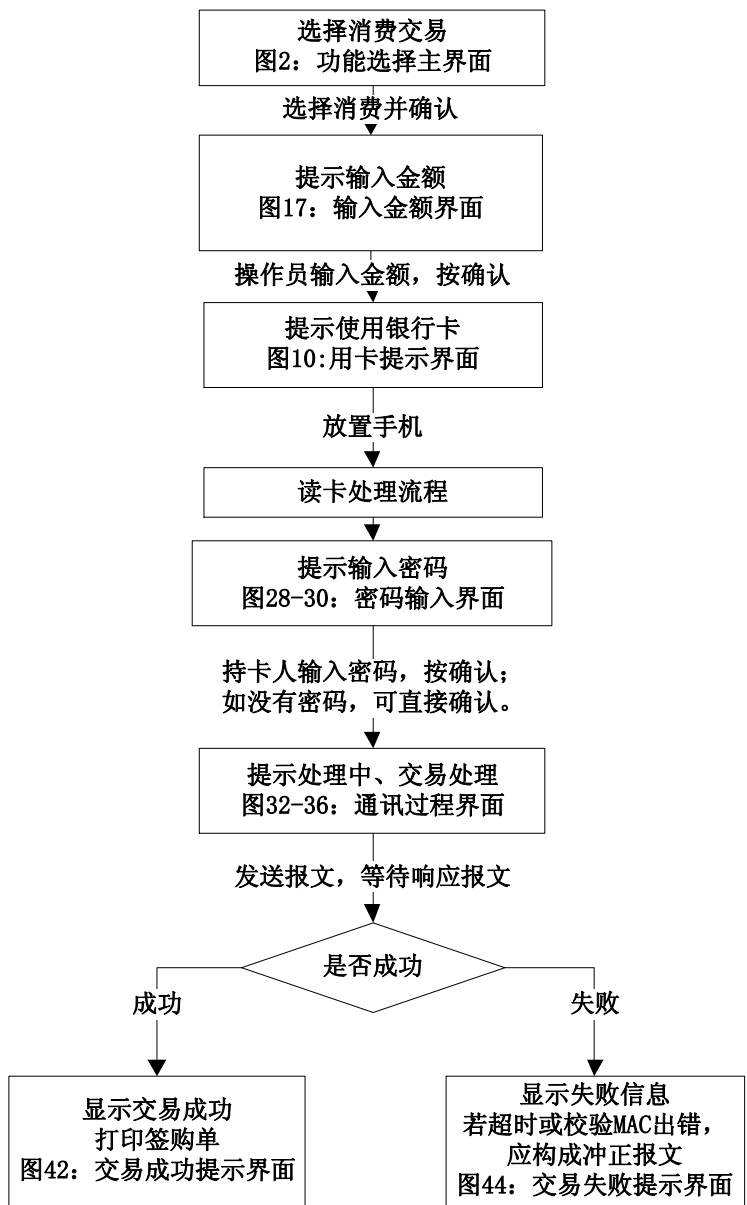 选择消费交易
图2：功能选择主界面
选择消费并确认
提示输入金额
图17：输入金额界面
操作员输入金额，按确认
提示使用银行卡
图10:用卡提示界面
放置手机
读卡处理流程
提示输入密码
图28-30：密码输入界面
持卡人输入密码，按确认；
如没有密码，可直接确认。
提示处理中、交易处理
图32-36：通讯过程界面
发送报文，等待响应报文
是否成功
成功
失败
显示交易成功
打印签购单
图42：交易成功提示界面
显示失败信息
若超时或校验MAC出错，
应构成冲正报文
图44：交易失败提示界面